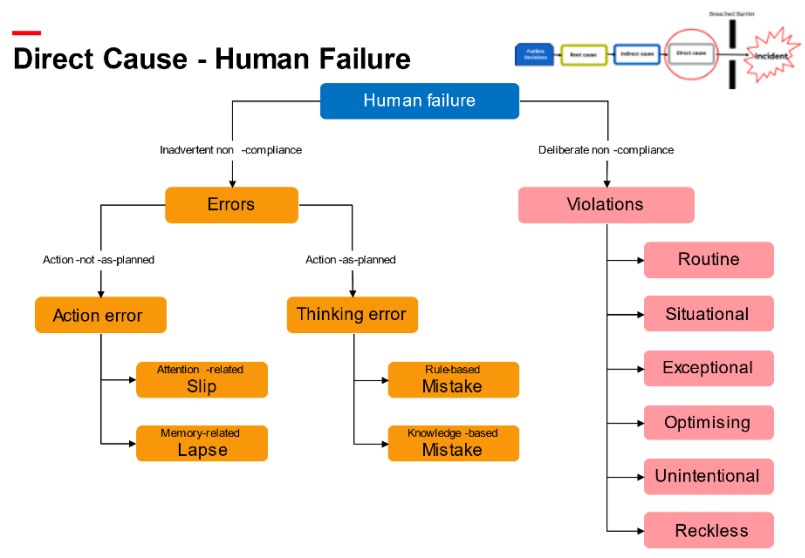 Breached Barrier
Direct Cause - Human Failure
Fallible
Decisions
Root cause
Indirect cause
Direct cause
Incident
Human failure
Inadvertent non -compliance
Deliberate non -compliance
Errors
Violations
Action -not -as-planned
Action -as-planned
Routine
Action error
Thinking error
Situational
Attention -related
Slip
Rule-based
Mistake
Exceptional
Optimising
Memory-related
Lapse
Knowledge -based
Mistake
Unintentional
Reckless